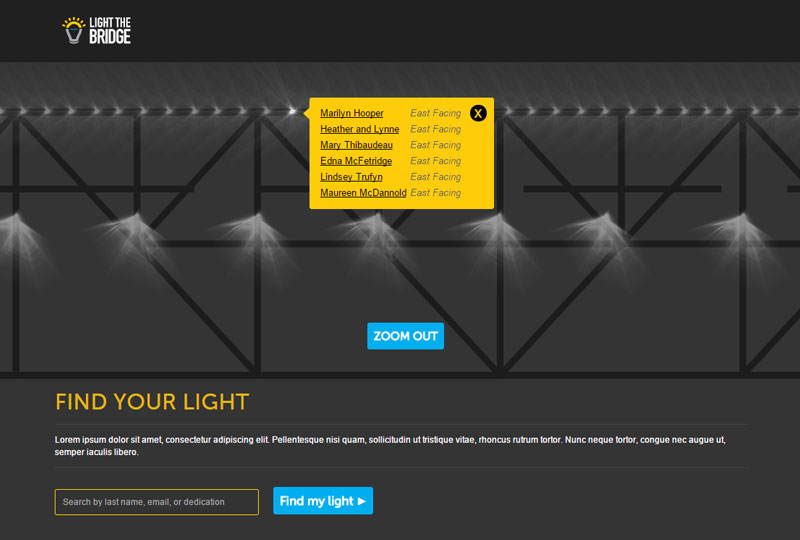 LIGHT THE
BRIDGE
Marilyn Hooper East Facing X
Heather and Lynne East Facing
Mary Thibaudeau East Facing
Edna McFetridge East Facing
Lindsey Trufyn East Facing
Maureen McDannold East Facing
ZOOM OUT
FIND YOUR LIGHT
Lorem ipsum dolor sit amet, consectetur adipiscing elit. Pellentesque nisi quam, sollicitudin ut tristique vitae, rhoncus rutrum tortor. Nunc neque tortor, congue nec augue ut,
semper iaculis libero.
Search by last name, email, or dedication
Find my light